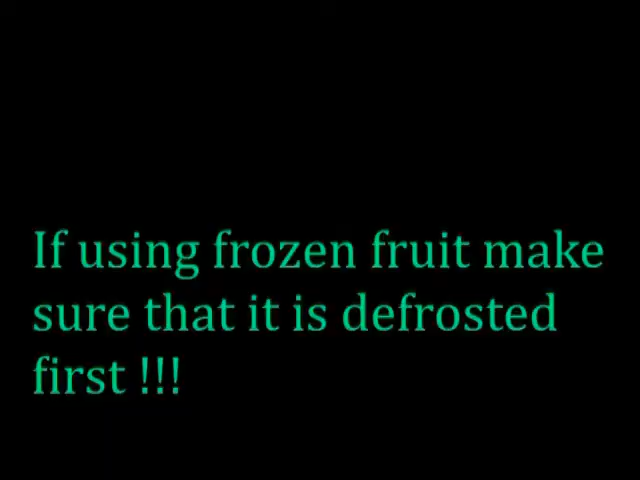 If using frozen fruit make
sure that it is defrosted
first !!!